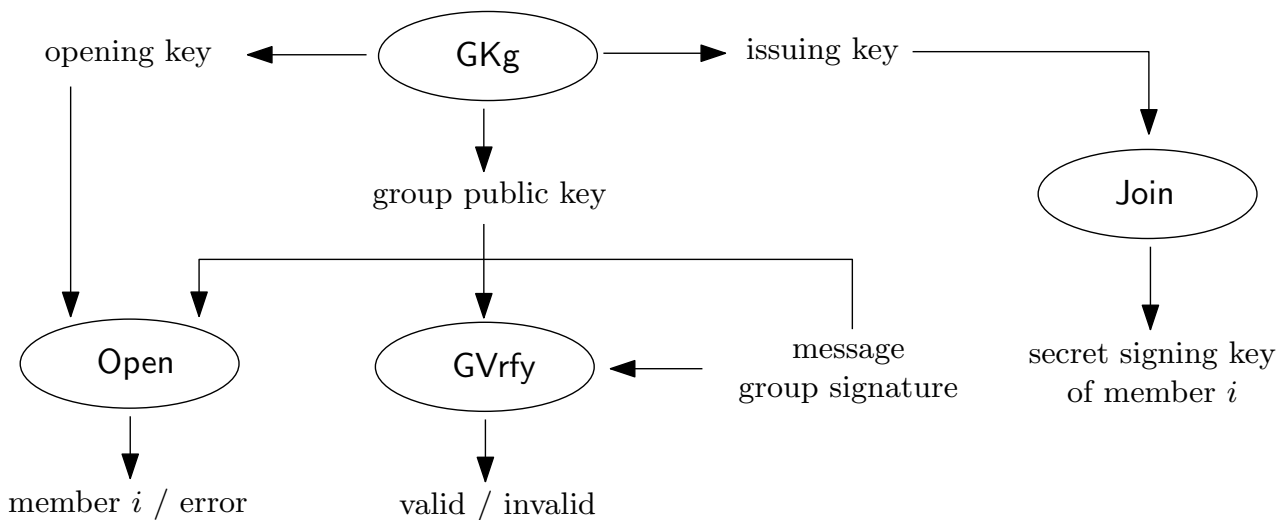 opening key
GKg
issuing key
group public key
Join
Open
GVrfy
message
group signature
secret signing key
of member i
member i / error
valid / invalid